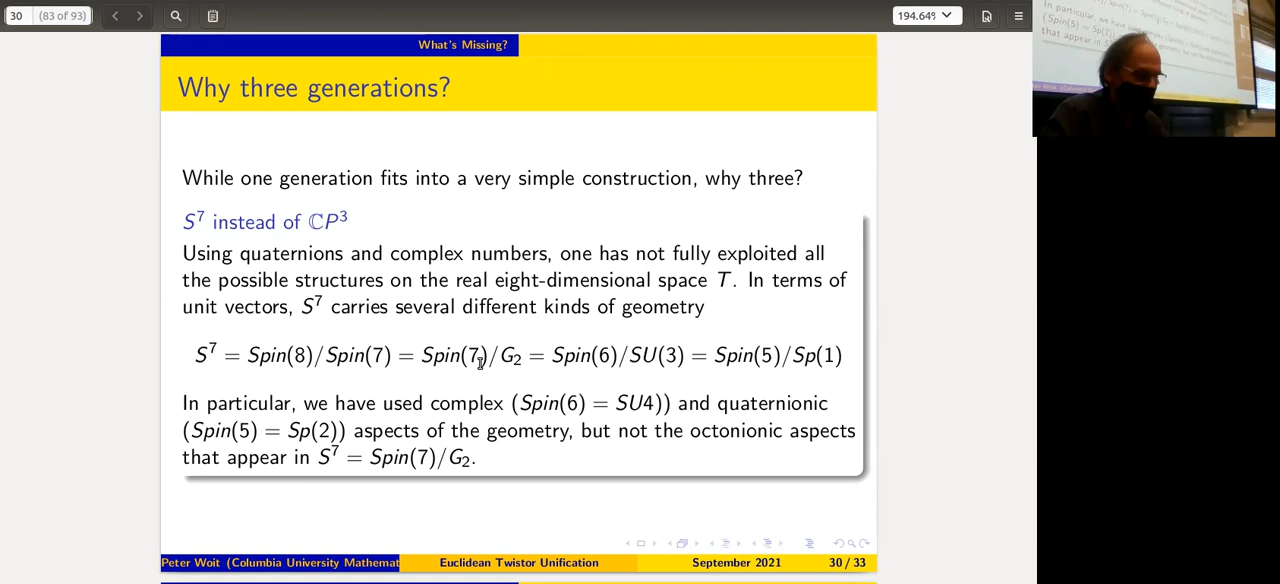 30 (83 of 93) 194.64%
What's Missing?
Why three generations?
While one generation fits into a very simple construction, why three?
S⁷ instead of ℂP³
Using quaternions and complex numbers, one has not fully exploited all
the possible structures on the real eight-dimensional space T. In terms of
unit vectors, S⁷ carries several different kinds of geometry
S⁷ = Spin(8)/Spin(7) = Spin(7)/G₂ = Spin(6)/SU(3) = Spin(5)/Sp(1)
In particular, we have used complex (Spin(6) = SU4)) and quaternionic
(Spin(5) = Sp(2)) aspects of the geometry, but not the octonionic aspects
that appear in S⁷ = Spin(7)/G₂.
Peter Woit (Columbia University Mathemat Euclidean Twistor Unification September 2021 30 / 33